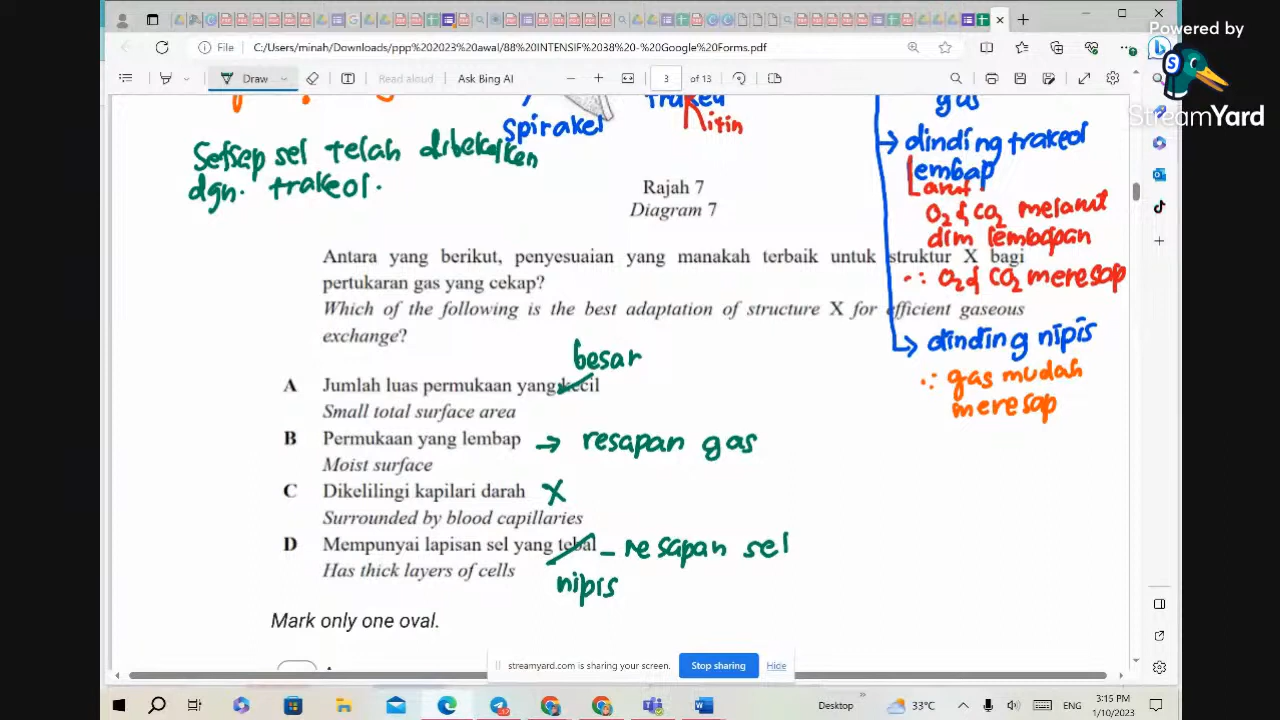 Powered by
StreamYard
File
C:/Users/minah/Downloads/ppp%202023%20awal/88%20INTENSIF%2038%20-%20Google%20Forms.pdf
Draw
Read aloud
Ask Bing AI
3
of 13
gas
Spirakel
trakea
Kitin
Setiap sel telah dibekalkan
dgn. trakeol.
→ dinding trakeol
lembap
Larut.
O₂ & CO₂ melarut
dlm lembapan
∴ O₂ & CO₂ meresap
→ dinding nipis
∴ gas mudah
meresap
Rajah 7
Diagram 7
Antara yang berikut, penyesuaian yang manakah terbaik untuk struktur X bagi
pertukaran gas yang cekap?
Which of the following is the best adaptation of structure X for efficient gaseous
exchange?
besar
A Jumlah luas permukaan yang kecil
Small total surface area
B Permukaan yang lembap → resapan gas
Moist surface
C Dikelilingi kapilari darah X
Surrounded by blood capillaries
D Mempunyai lapisan sel yang tebal – resapan sel
Has thick layers of cells
nipis
Mark only one oval.
streamyard.com is sharing your screen.
Stop sharing
Hide
Desktop
33°C
3:15 PM
1/10/2023